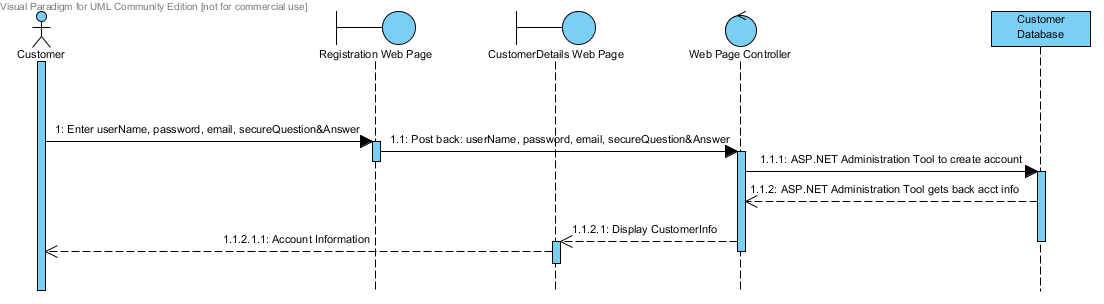 Visual Paradigm for UML Community Edition [not for commercial use]
Customer
Registration Web Page
CustomerDetails Web Page
Web Page Controller
Customer
Database
1: Enter userName, password, email, secureQuestion&Answer
1.1: Post back: userName, password, email, secureQuestion&Answer
1.1.1: ASP.NET Administration Tool to create account
1.1.2: ASP.NET Administration Tool gets back acct info
1.1.2.1: Display CustomerInfo
1.1.2.1.1: Account Information